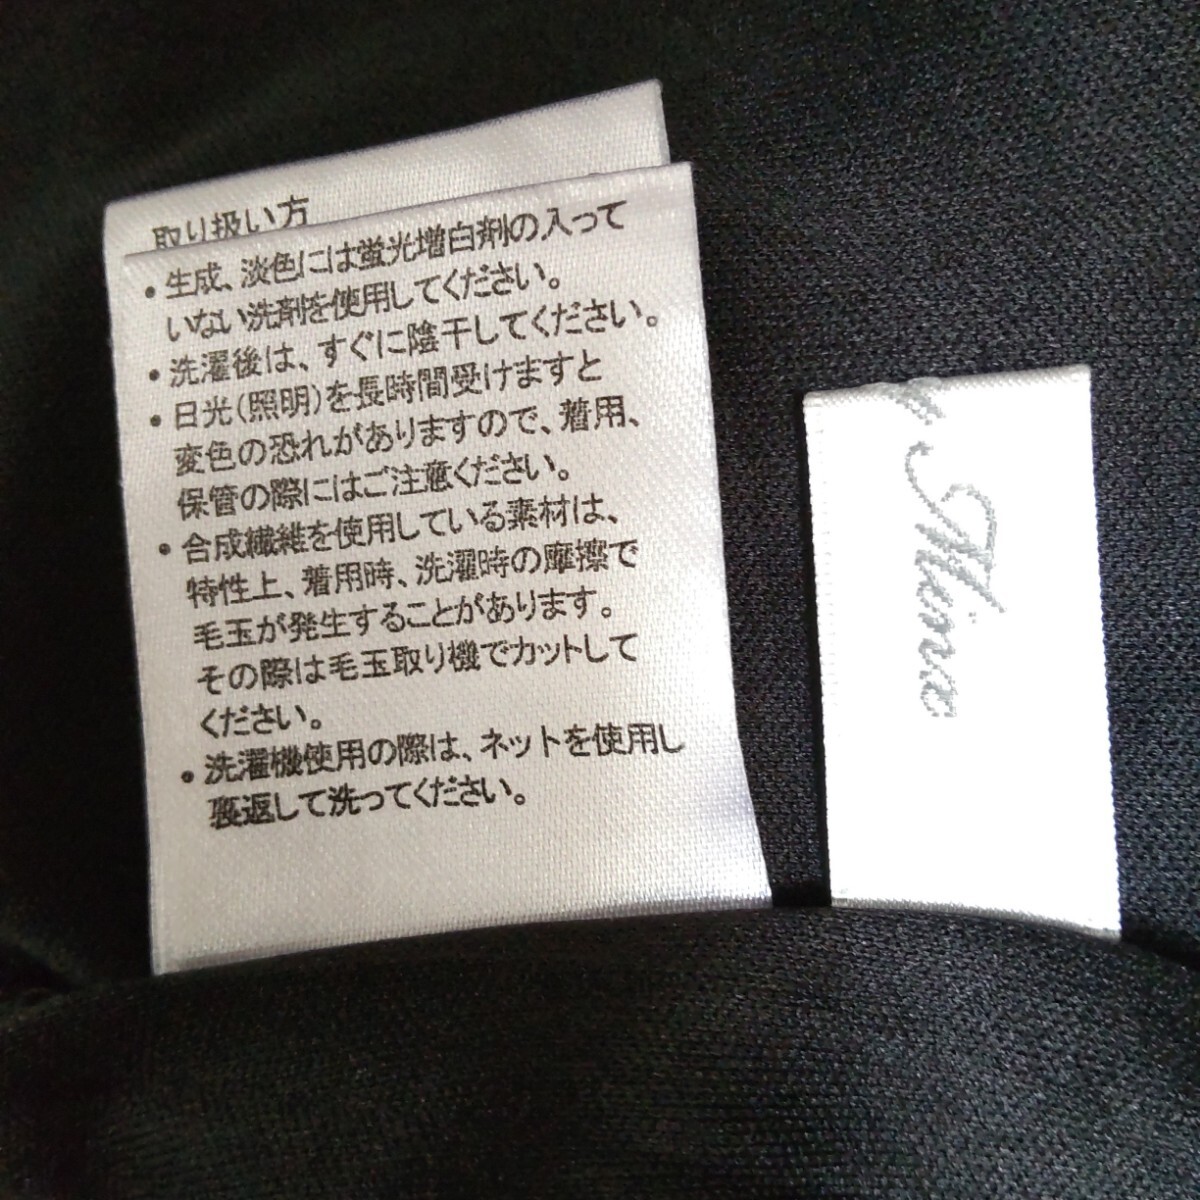 取り扱い方
・生成、淡色には蛍光増白剤の入って
いない洗剤を使用してください。
・洗濯後は、すぐに陰干してください。
・日光(照明)を長時間受けますと
変色の恐れがありますので、着用、
保管の際にはご注意ください。
・合成繊維を使用している素材は、
特性上、着用時、洗濯時の摩擦で
毛玉が発生することがあります。
その際は毛玉取り機でカットして
ください。
・洗濯機使用の際は、ネットを使用し
裏返して洗ってください。